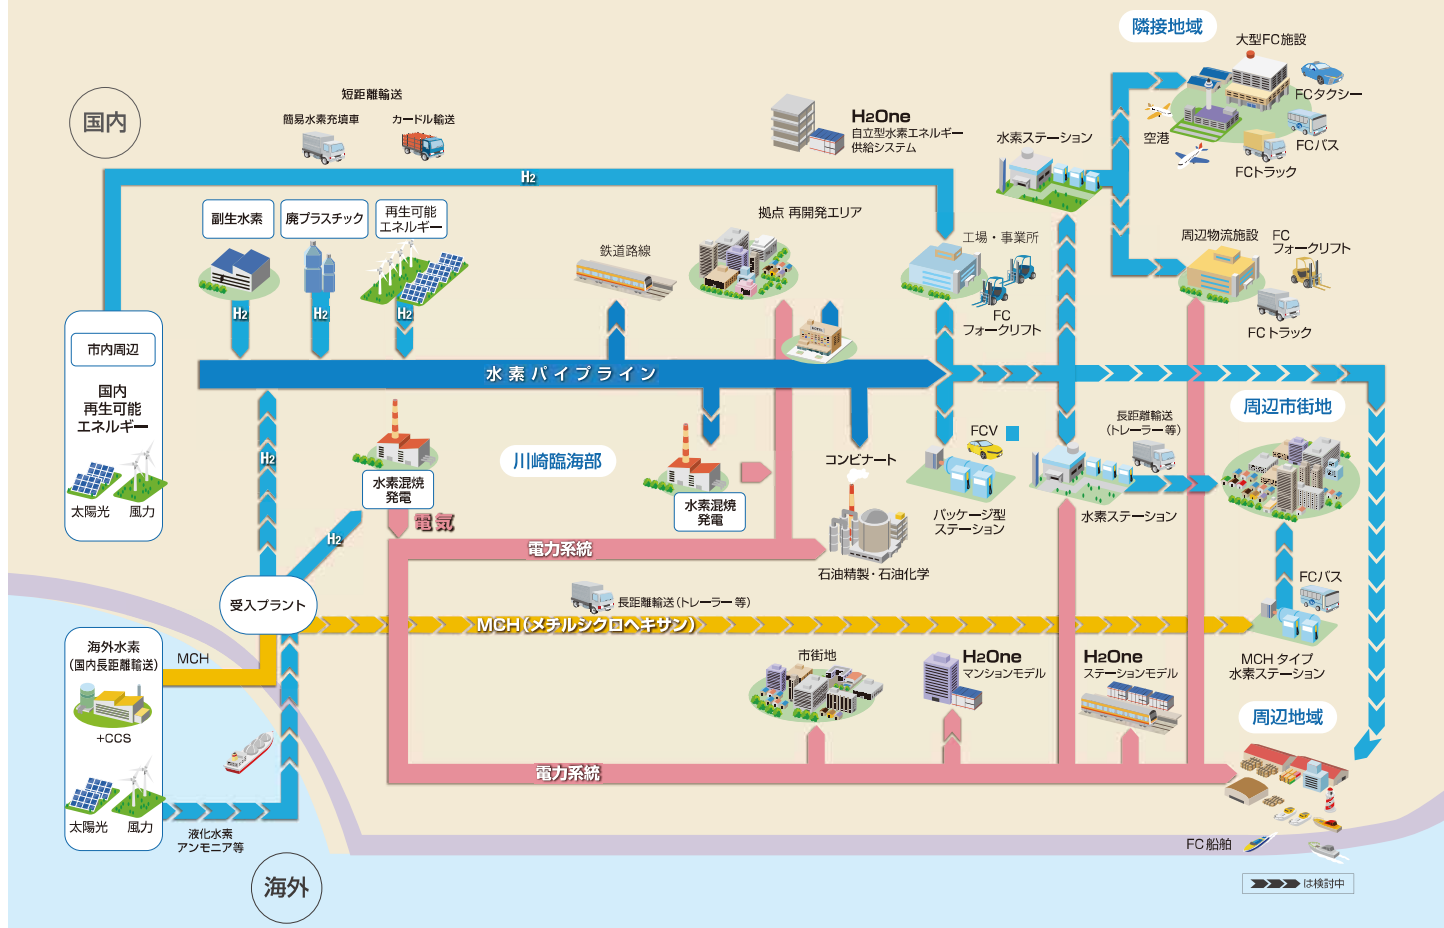 隣接地域
大型FC施設
FCタクシー
FCバス
FCトラック
空港
国内
短距離輸送
簡易水素充填車
カードル輸送
H2One
自立型水素エネルギー
供給システム
水素ステーション
H2
副生水素
廃プラスチック
再生可能
エネルギー
鉄道路線
拠点 再開発エリア
工場・事業所
FC
フォークリフト
周辺物流施設
FC
フォークリフト
FCトラック
H2
H2
H2
市内周辺
国内
再生可能
エネルギー
太陽光
風力
水素パイプライン
周辺市街地
長距離輸送
(トレーラー等)
FCV
川崎臨海部
コンビナート
H2
水素混焼
発電
水素混焼
発電
パッケージ型
ステーション
水素ステーション
電気
H2
電力系統
石油精製・石油化学
受入プラント
長距離輸送(トレーラー等)
MCH(メチルシクロヘキサン)
FCバス
MCHタイプ
水素ステーション
海外水素
(国内長距離輸送)
MCH
+CCS
太陽光
風力
市街地
H2One
マンションモデル
H2One
ステーションモデル
周辺地域
電力系統
液化水素
アンモニア等
海外
FC船舶
は検討中